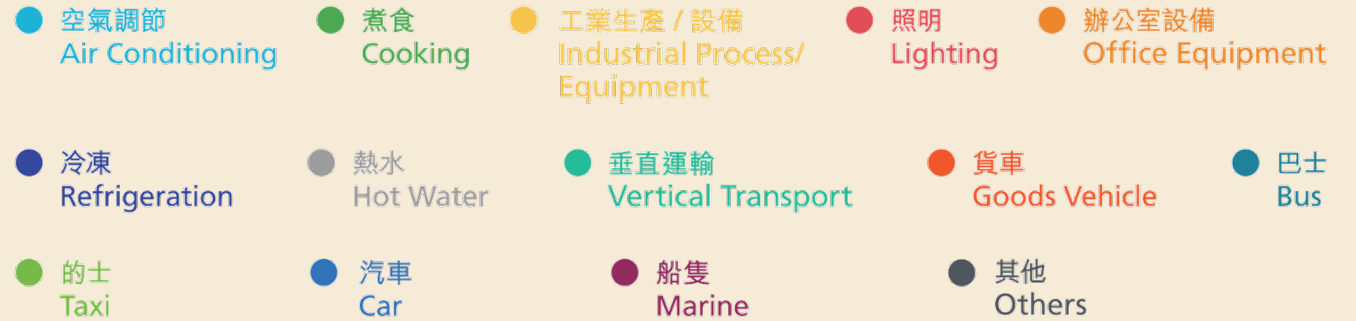 空氣調節
Air Conditioning
煮食
Cooking
工業生產 / 設備
Industrial Process/
Equipment
照明
Lighting
辦公室設備
Office Equipment
冷凍
Refrigeration
熱水
Hot Water
垂直運輸
Vertical Transport
貨車
Goods Vehicle
巴士
Bus
的士
Taxi
汽車
Car
船隻
Marine
其他
Others